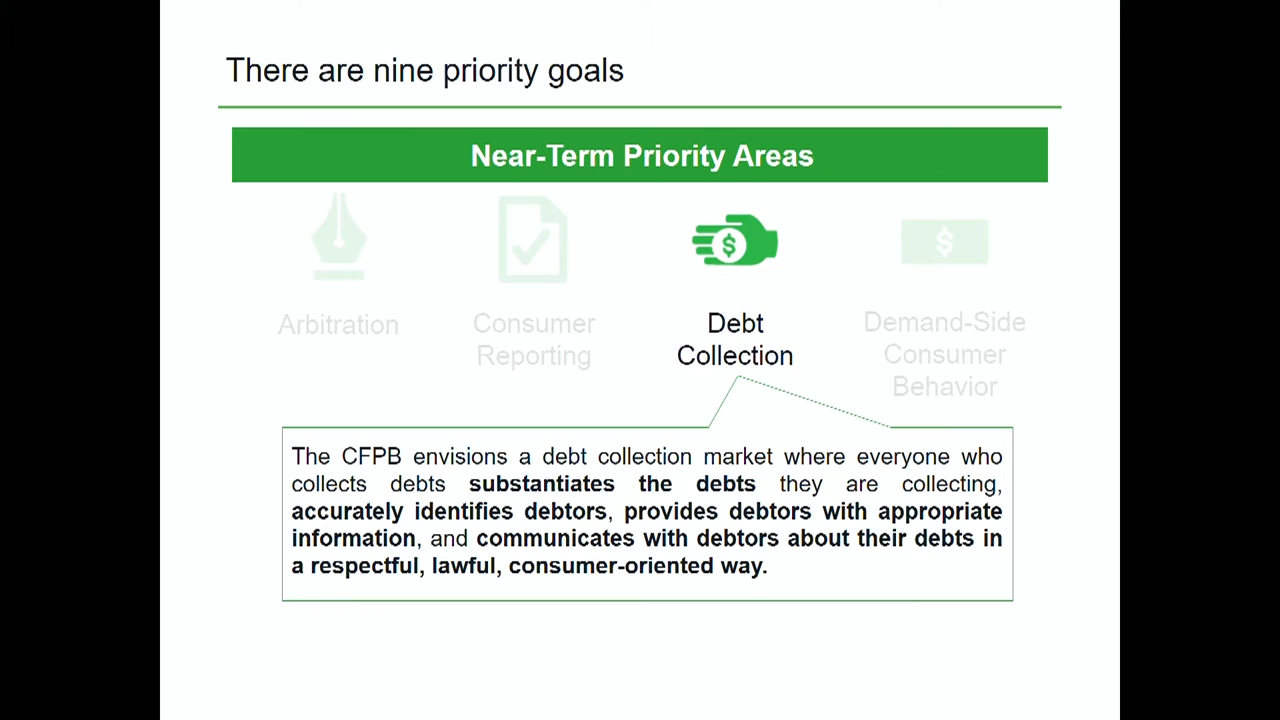 There are nine priority goals
Near-Term Priority Areas
$
$
Arbitration
Consumer
Reporting
Debt
Collection
Demand-Side
Consumer
Behavior
The CFPB envisions a debt collection market where everyone who
collects debts substantiates the debts they are collecting,
accurately identifies debtors, provides debtors with appropriate
information, and communicates with debtors about their debts in
a respectful, lawful, consumer-oriented way.